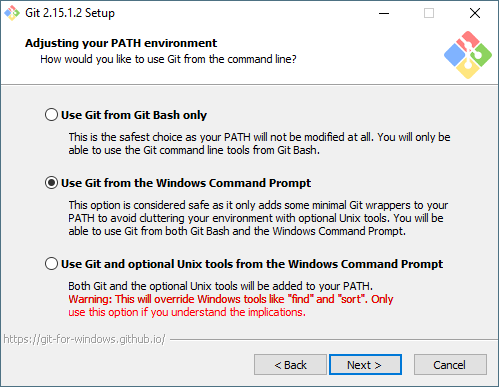 Git 2.15.1.2 Setup
Adjusting your PATH environment
How would you like to use Git from the command line?
Use Git from Git Bash only
This is the safest choice as your PATH will not be modified at all. You will only be
able to use the Git command line tools from Git Bash.
Use Git from the Windows Command Prompt
This option is considered safe as it only adds some minimal Git wrappers to your
PATH to avoid cluttering your environment with optional Unix tools. You will be
able to use Git from both Git Bash and the Windows Command Prompt.
Use Git and optional Unix tools from the Windows Command Prompt
Both Git and the optional Unix tools will be added to your PATH.
Warning: This will override Windows tools like "find" and "sort". Only
use this option if you understand the implications.
https://git-for-windows.github.io/
< Back
Next >
Cancel